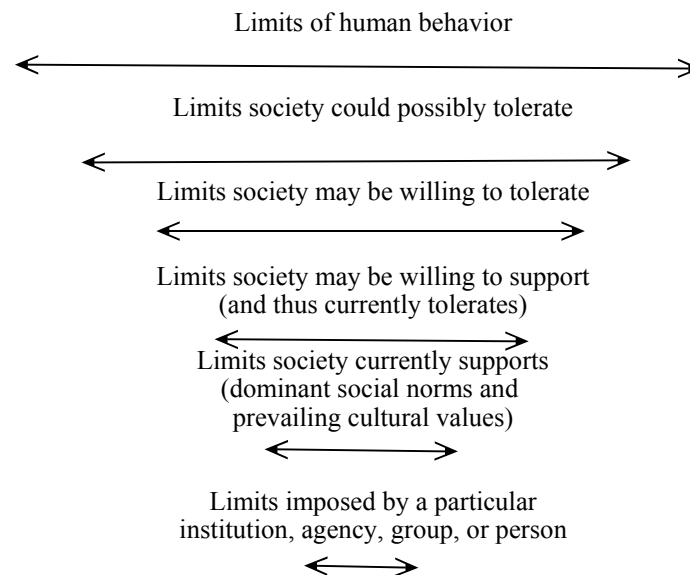 Limits of human behavior
Limits society could possibly tolerate
Limits society may be willing to tolerate
Limits society may be willing to support
(and thus currently tolerates)
Limits society currently supports
(dominant social norms and
prevailing cultural values)
Limits imposed by a particular
institution, agency, group, or person